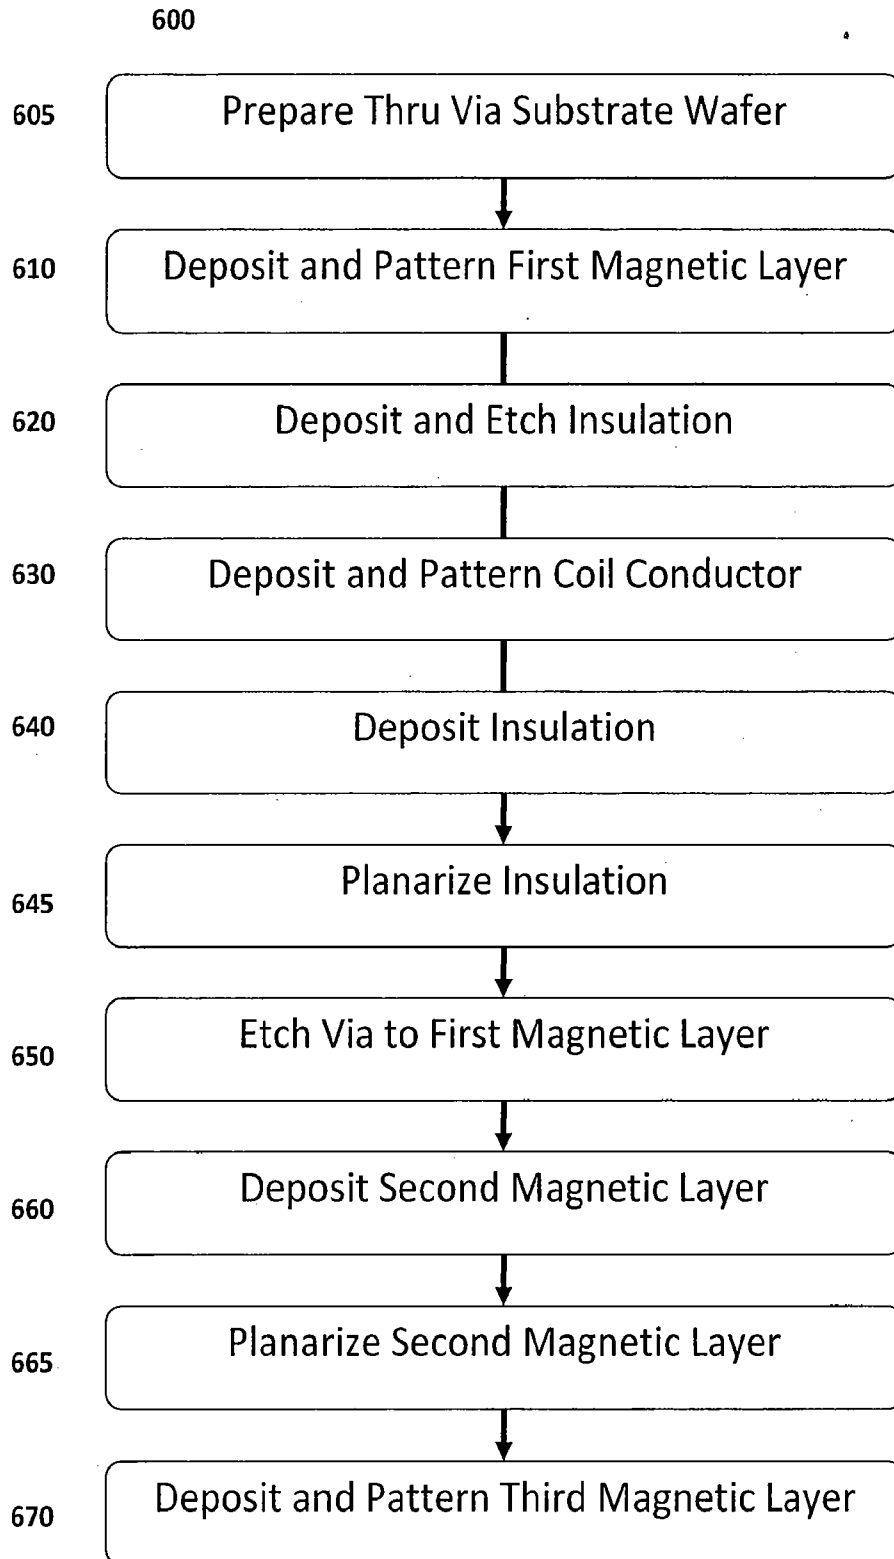 600
605 Prepare Thru Via Substrate Wafer
610 Deposit and Pattern First Magnetic Layer
620 Deposit and Etch Insulation
630 Deposit and Pattern Coil Conductor
640 Deposit Insulation
645 Planarize Insulation
650 Etch Via to First Magnetic Layer
660 Deposit Second Magnetic Layer
665 Planarize Second Magnetic Layer
670 Deposit and Pattern Third Magnetic Layer